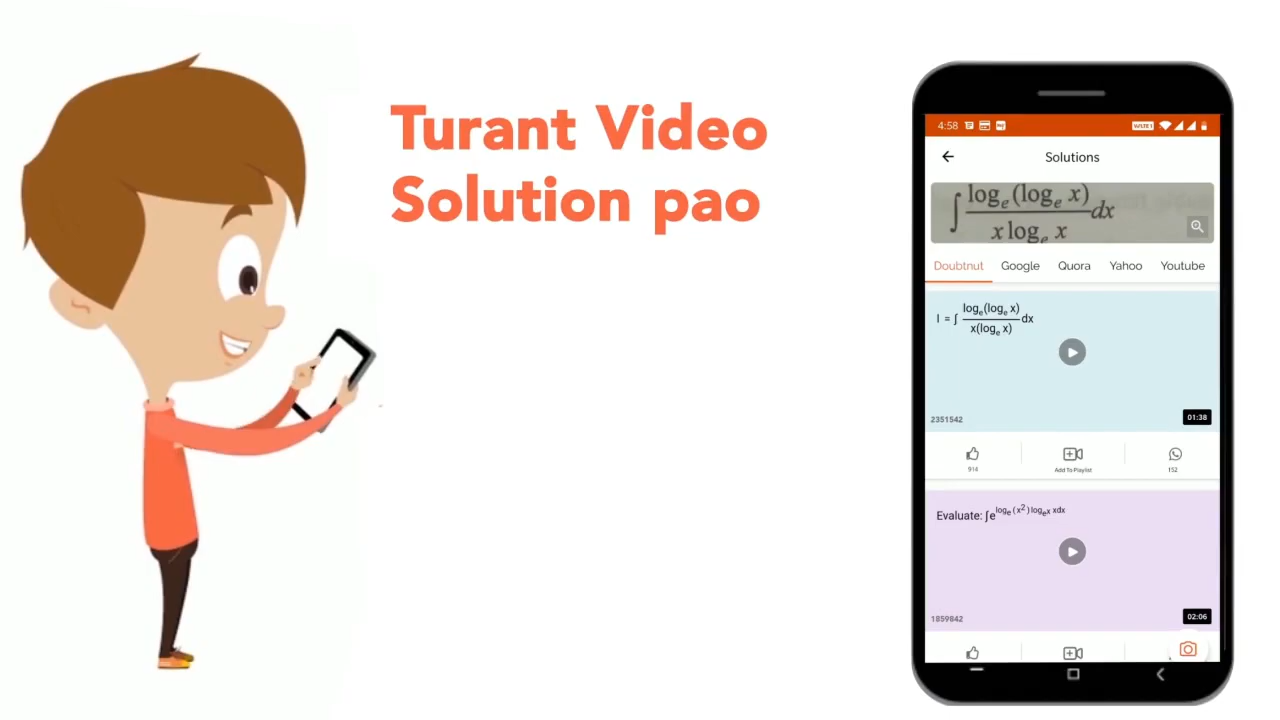 Turant Video
Solution pao
4:58
VoLTE1
Solutions
∫ logₑ(logₑ x) / x logₑ x dx
Doubtnut Google Quora Yahoo Youtube
I = ∫ logₑ(logₑ x) / x(logₑ x) dx
2351542 01:38
914 Add To Playlist 152
Evaluate: ∫e^logₑ(x²)logₑx xdx
1859842 02:06